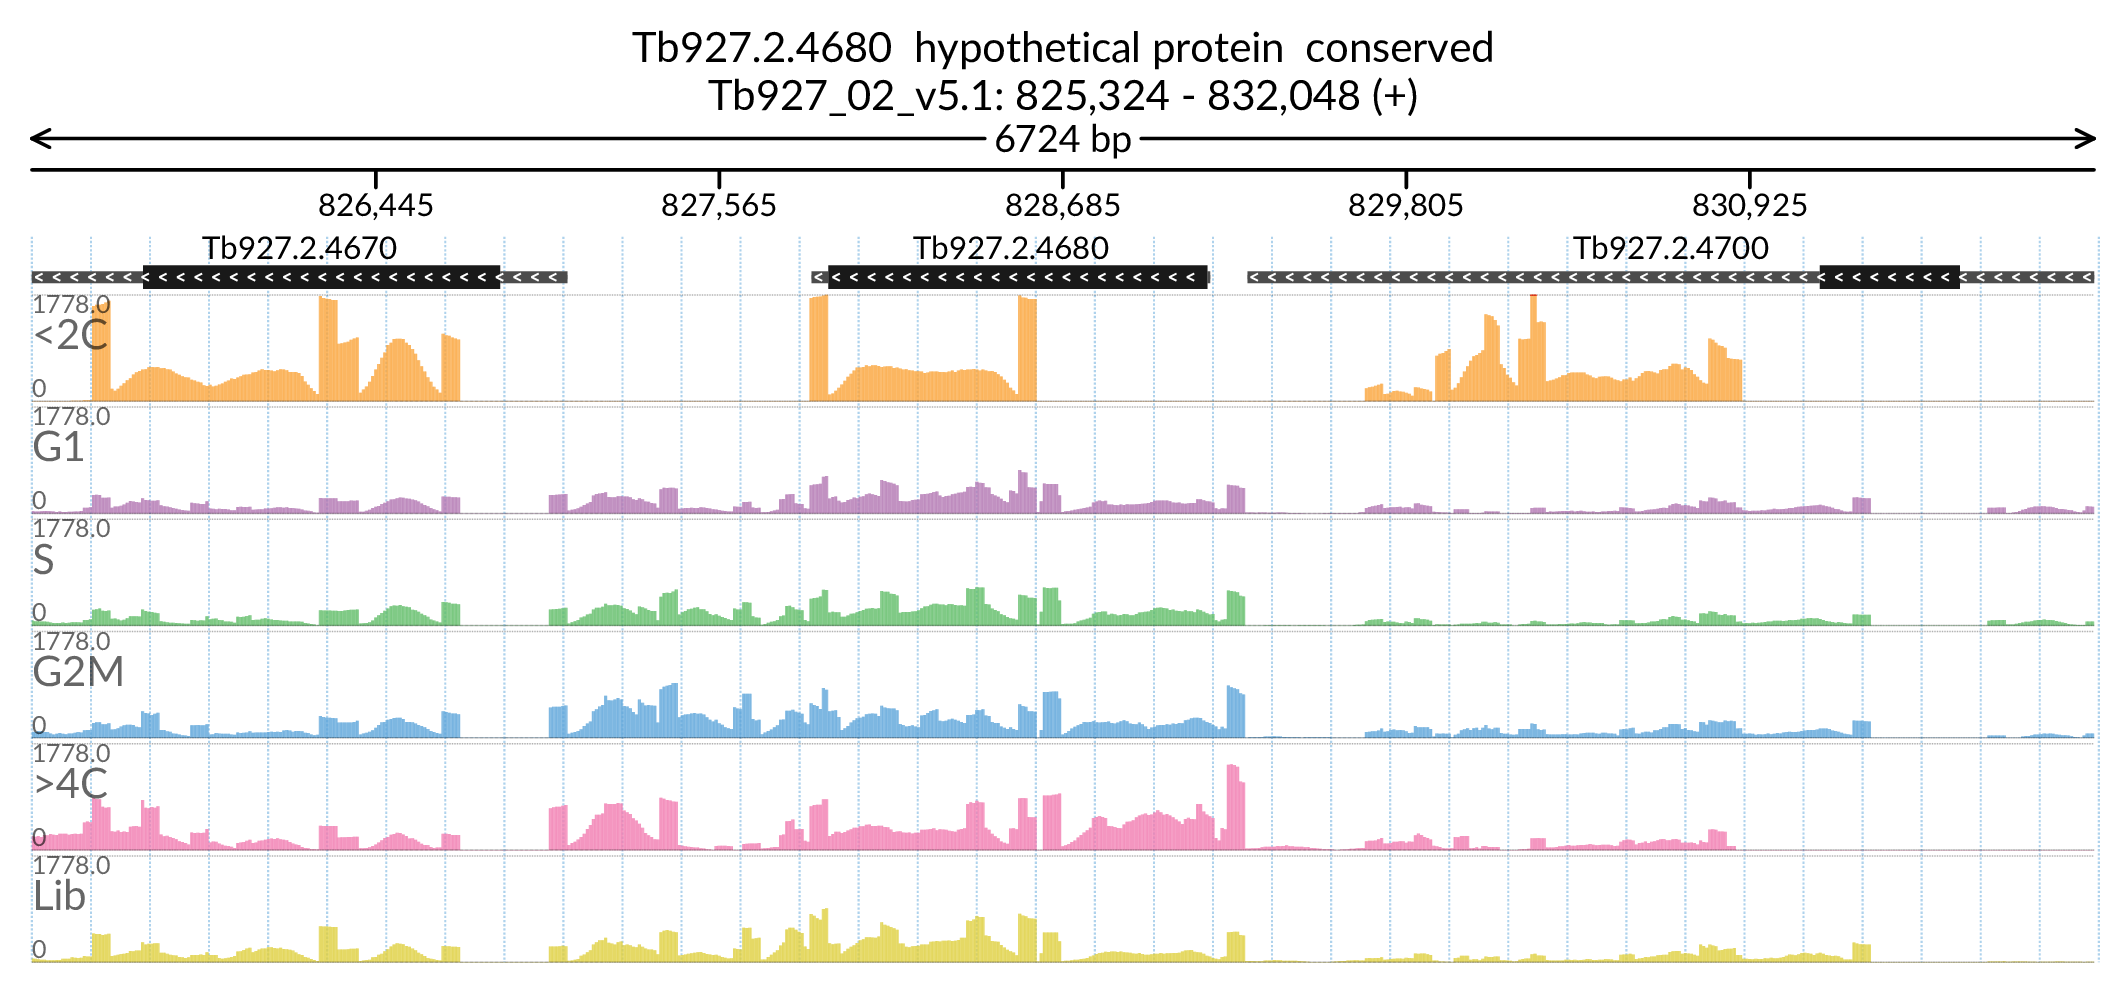 Tb927.2.4680  hypothetical protein  conserved
Tb927_02_v5.1: 825,324 - 832,048 (+)
6724 bp
826,445 827,565 828,685 829,805 830,925
Tb927.2.4670 Tb927.2.4680 Tb927.2.4700
1778.0
<2C
0
1778.0
G1
0
1778.0
S
0
1778.0
G2M
0
1778.0
>4C
0
1778.0
Lib
0